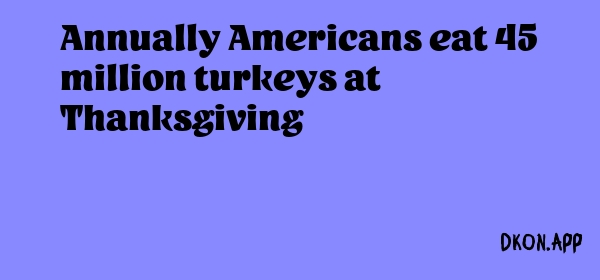 Annually Americans eat 45
million turkeys at
Thanksgiving
DKON.APP